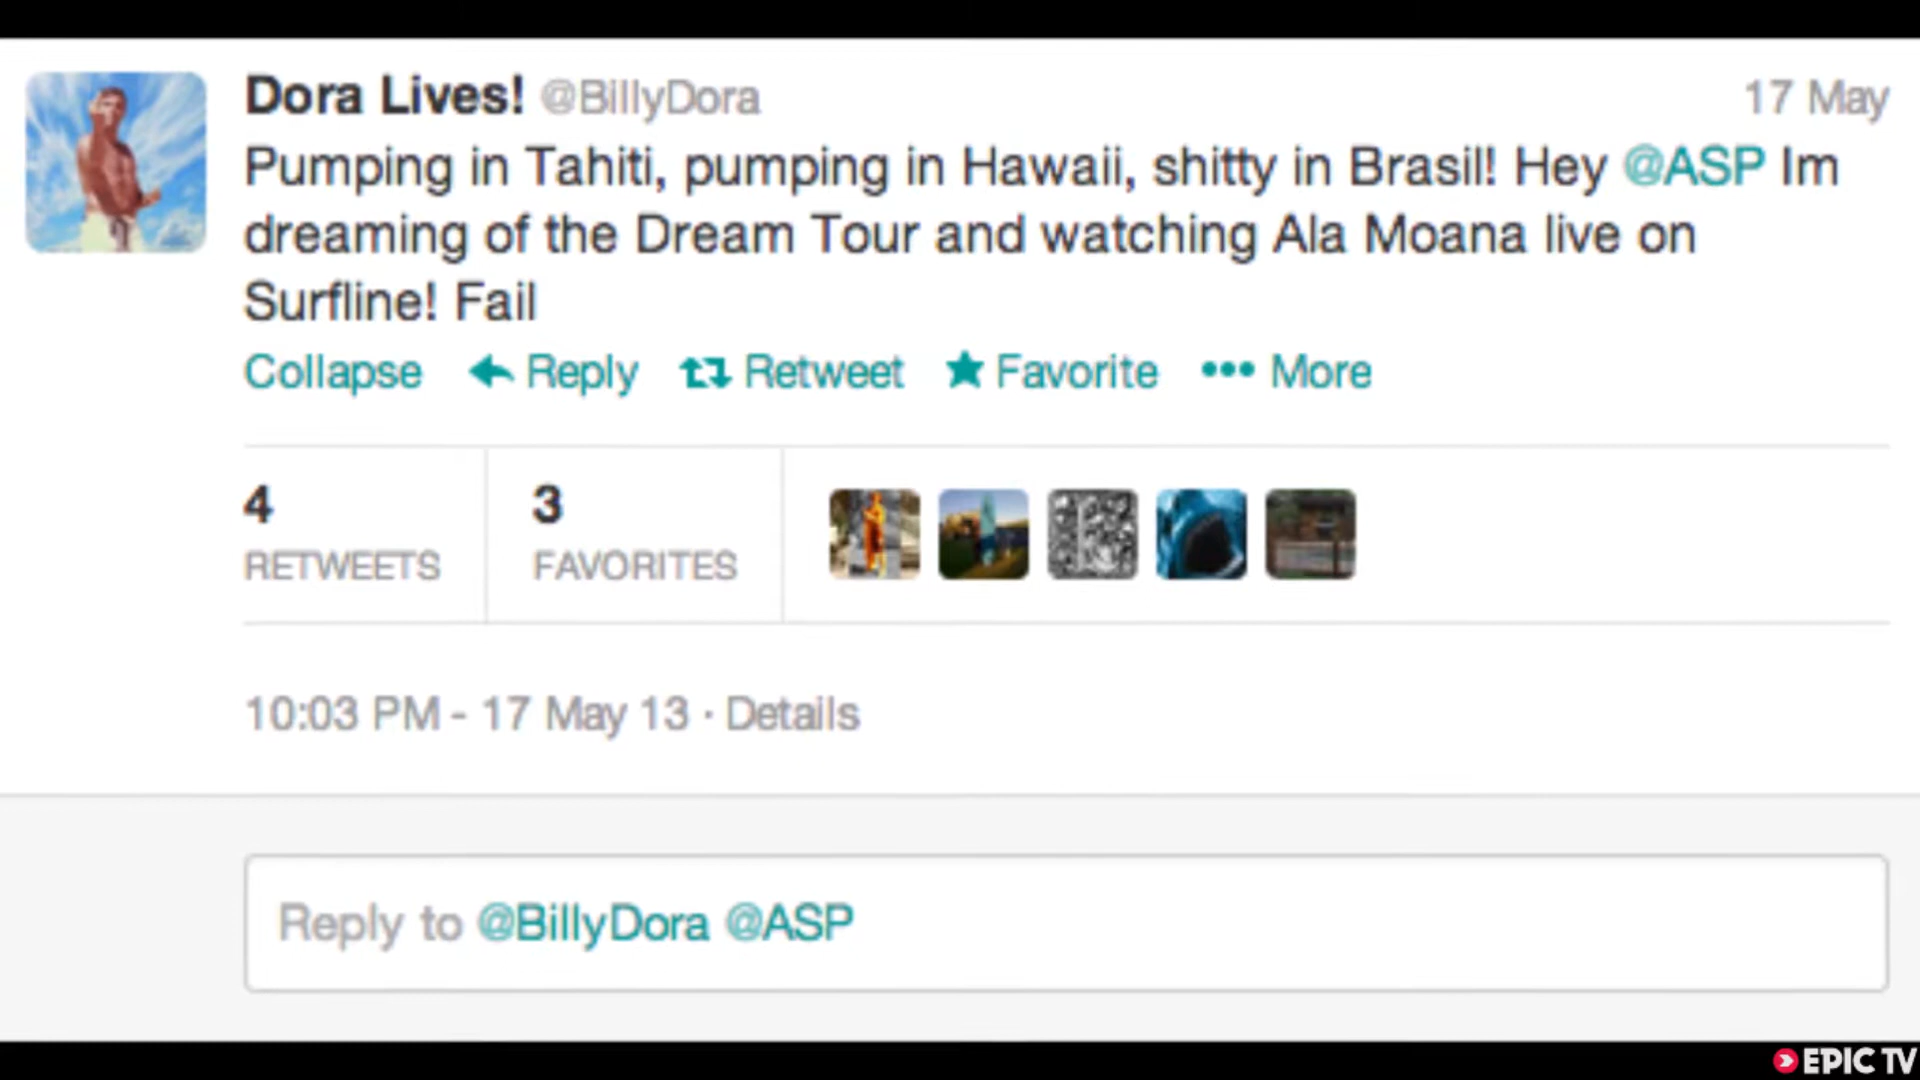 Dora Lives! @BillyDora 17 May
Pumping in Tahiti, pumping in Hawaii, shitty in Brasil! Hey @ASP Im
dreaming of the Dream Tour and watching Ala Moana live on
Surfline! Fail
Collapse Reply Retweet Favorite More
4 3
RETWEETS FAVORITES
10:03 PM - 17 May 13 · Details
Reply to @BillyDora @ASP
EPIC TV